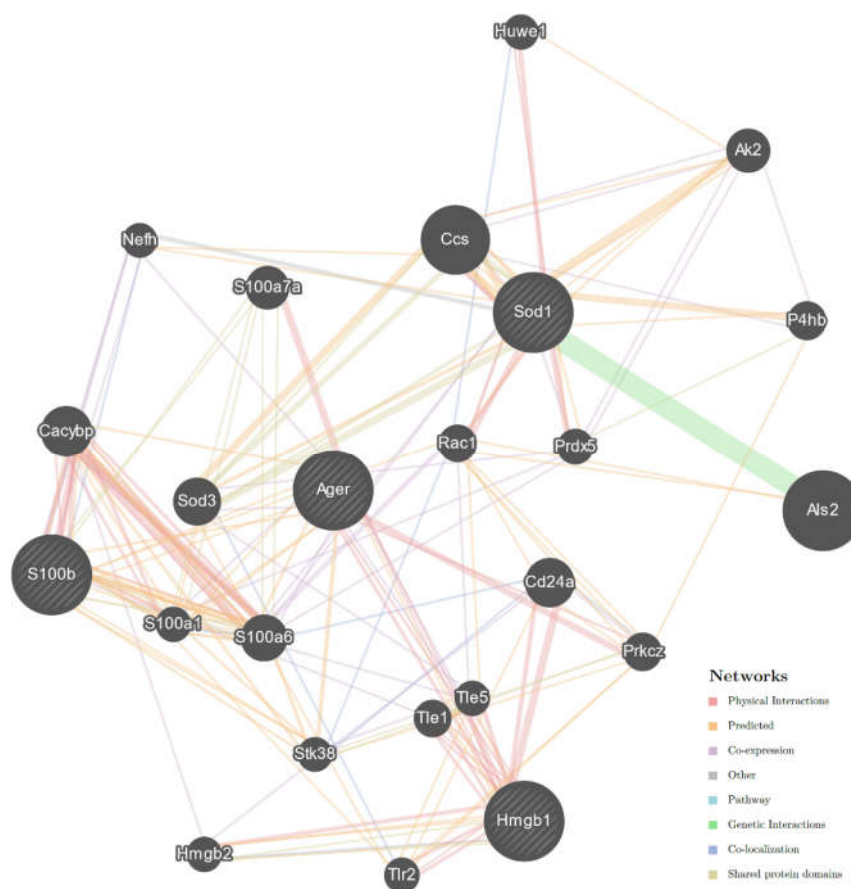 Huwe1
Ak2
Nefh
Ccs
S100a7a
Sod1
P4hb
Cacybp
Rac1
Prdx5
Sod3
Ager
Als2
S100b
Cd24a
S100a1
S100a6
Prkcz
Tle5
Tle1
Stk38
Hmgb1
Hmgb2
Tlr2
Networks
Physical Interactions
Predicted
Co-expression
Other
Pathway
Genetic Interactions
Co-localization
Shared protein domains